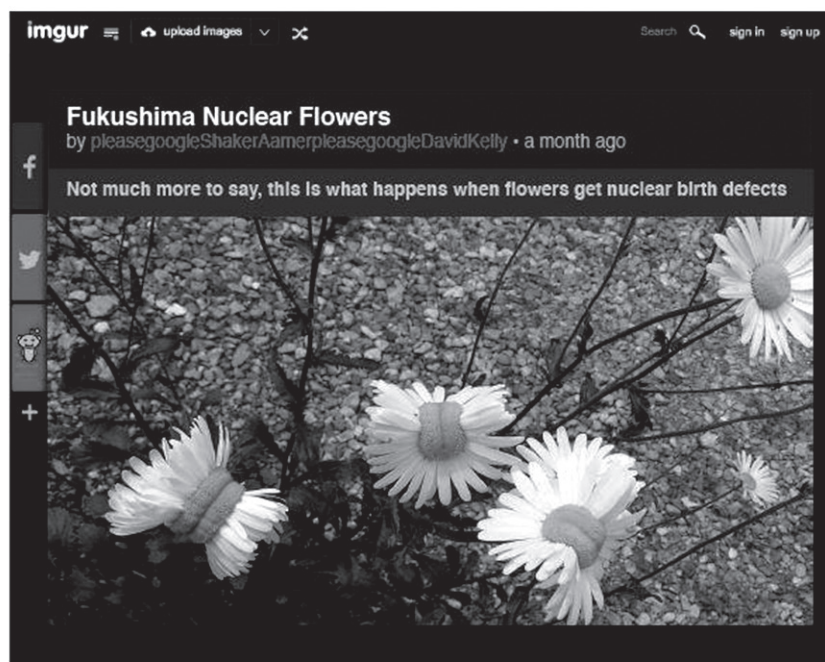 imgur upload images Search sign in sign up
Fukushima Nuclear Flowers
by pleasegoogleShakerAamerpleasegoogleDavidKelly • a month ago
Not much more to say, this is what happens when flowers get nuclear birth defects